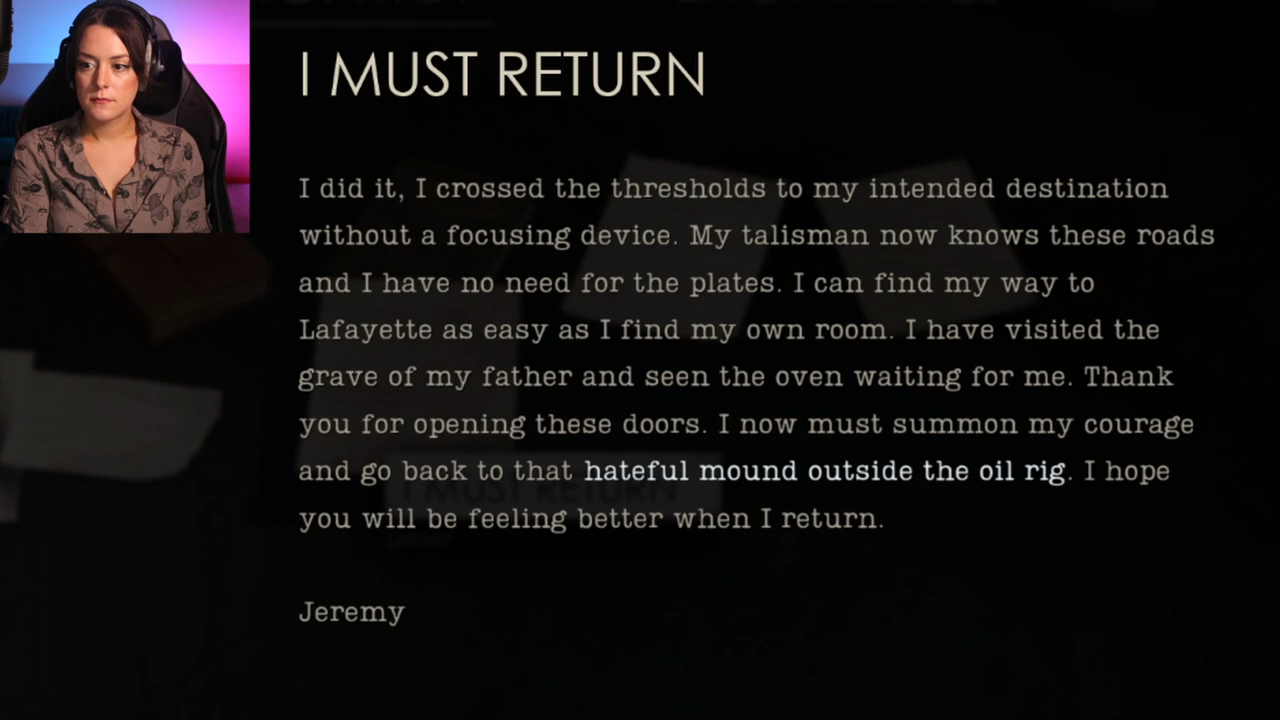 I MUST RETURN
I did it, I crossed the thresholds to my intended destination
without a focusing device. My talisman now knows these roads
and I have no need for the plates. I can find my way to
Lafayette as easy as I find my own room. I have visited the
grave of my father and seen the oven waiting for me. Thank
you for opening these doors. I now must summon my courage
and go back to that hateful mound outside the oil rig. I hope
you will be feeling better when I return.
Jeremy